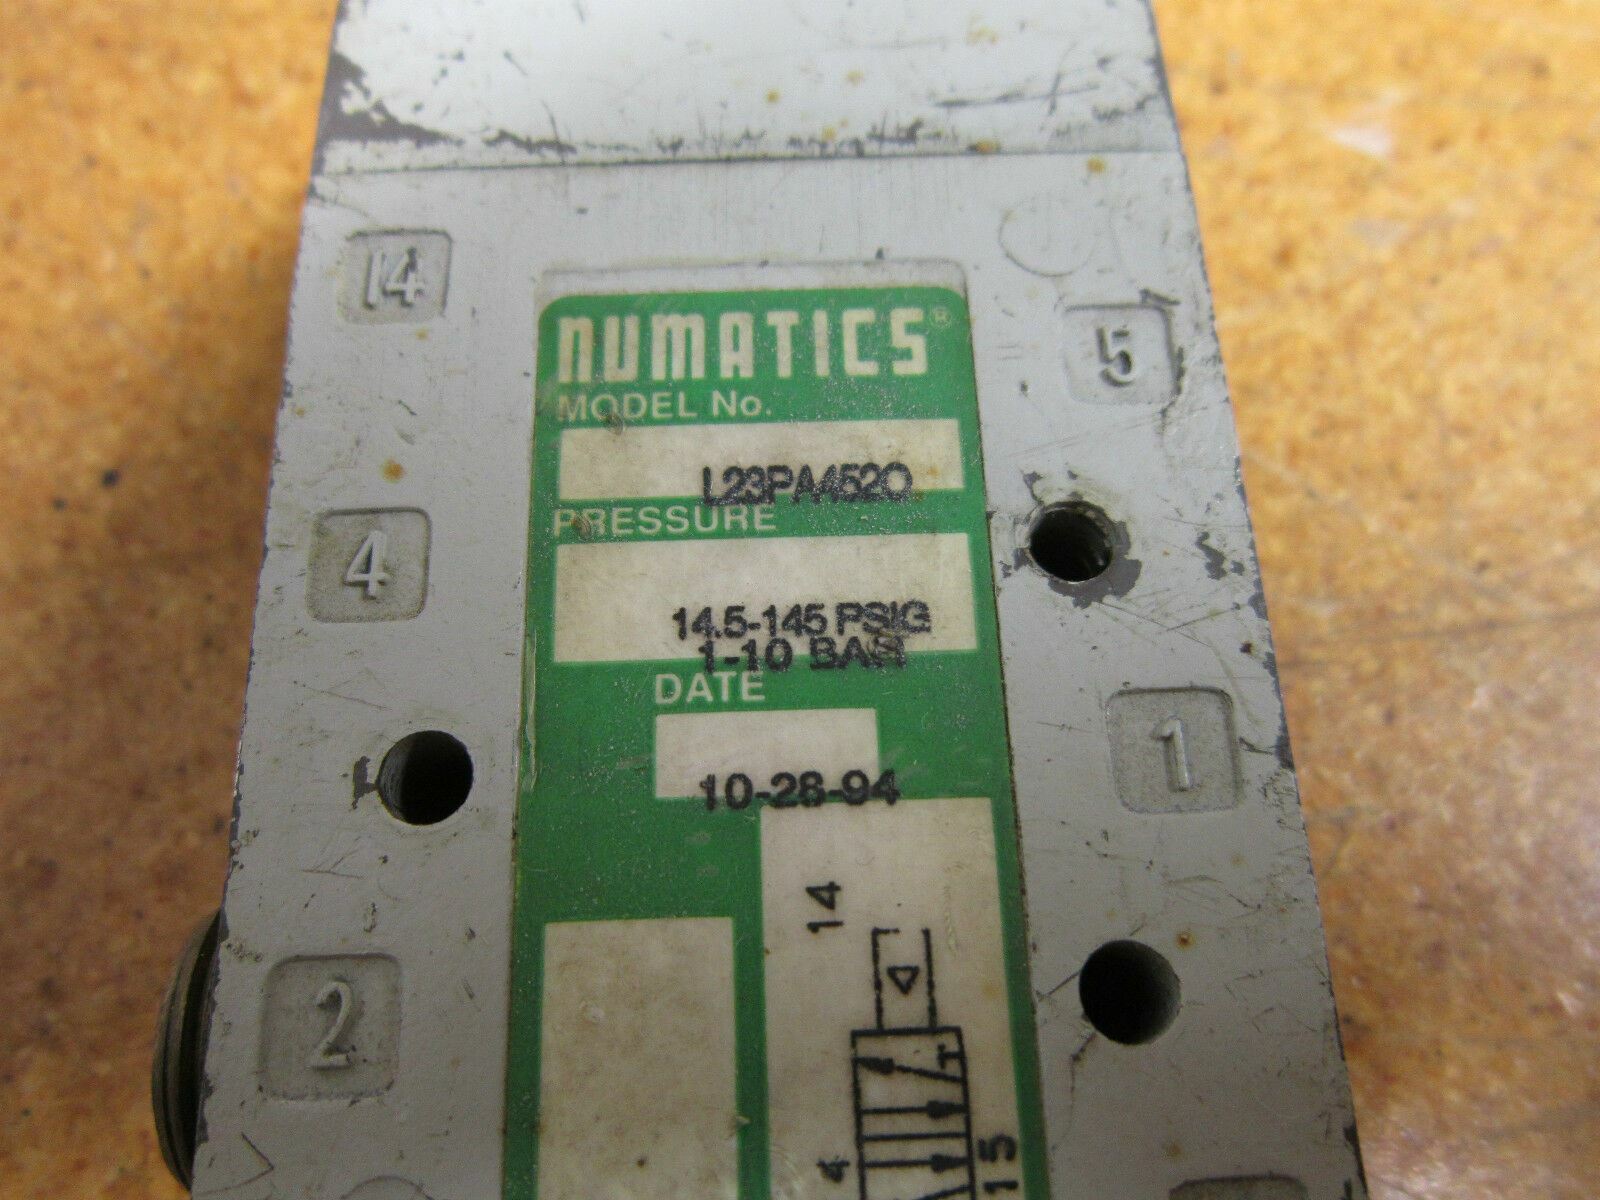 14
NUMATICS®
5
MODEL No.
L23PA452O
PRESSURE
4
14.5-145 PSIG
1-10 BAR
DATE
1
10-28-94
14
2
4
15